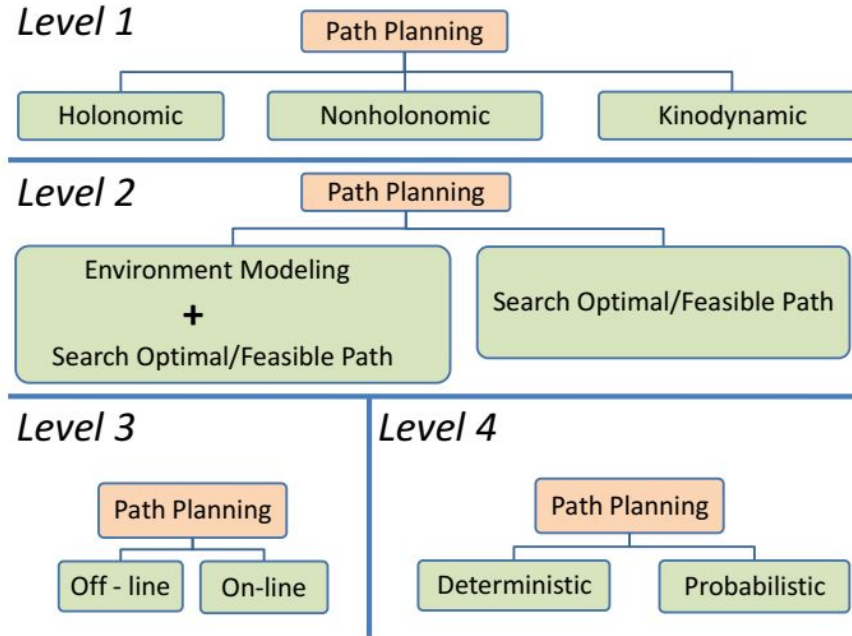 Level 1
Path Planning
Holonomic
Nonholonomic
Kinodynamic
Level 2
Path Planning
Environment Modeling
+
Search Optimal/Feasible Path
Search Optimal/Feasible Path
Level 3
Path Planning
Off - line
On-line
Level 4
Path Planning
Deterministic
Probabilistic